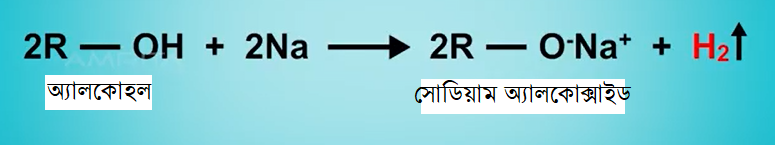 2R — OH + 2Na ⟶ 2R — O⁻Na⁺ + H₂↑
অ্যালকোহল সোডিয়াম অ্যালকোক্সাইড